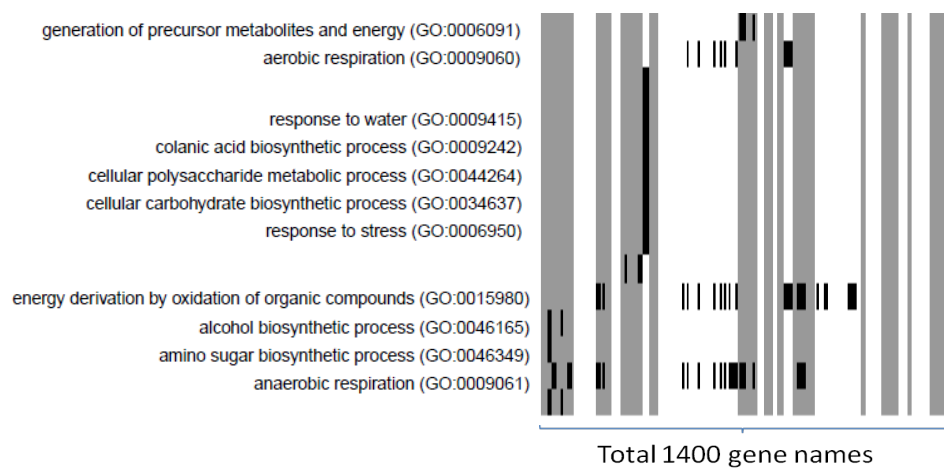 generation of precursor metabolites and energy (GO:0006091)
aerobic respiration (GO:0009060)
response to water (GO:0009415)
colanic acid biosynthetic process (GO:0009242)
cellular polysaccharide metabolic process (GO:0044264)
cellular carbohydrate biosynthetic process (GO:0034637)
response to stress (GO:0006950)
energy derivation by oxidation of organic compounds (GO:0015980)
alcohol biosynthetic process (GO:0046165)
amino sugar biosynthetic process (GO:0046349)
anaerobic respiration (GO:0009061)
Total 1400 gene names